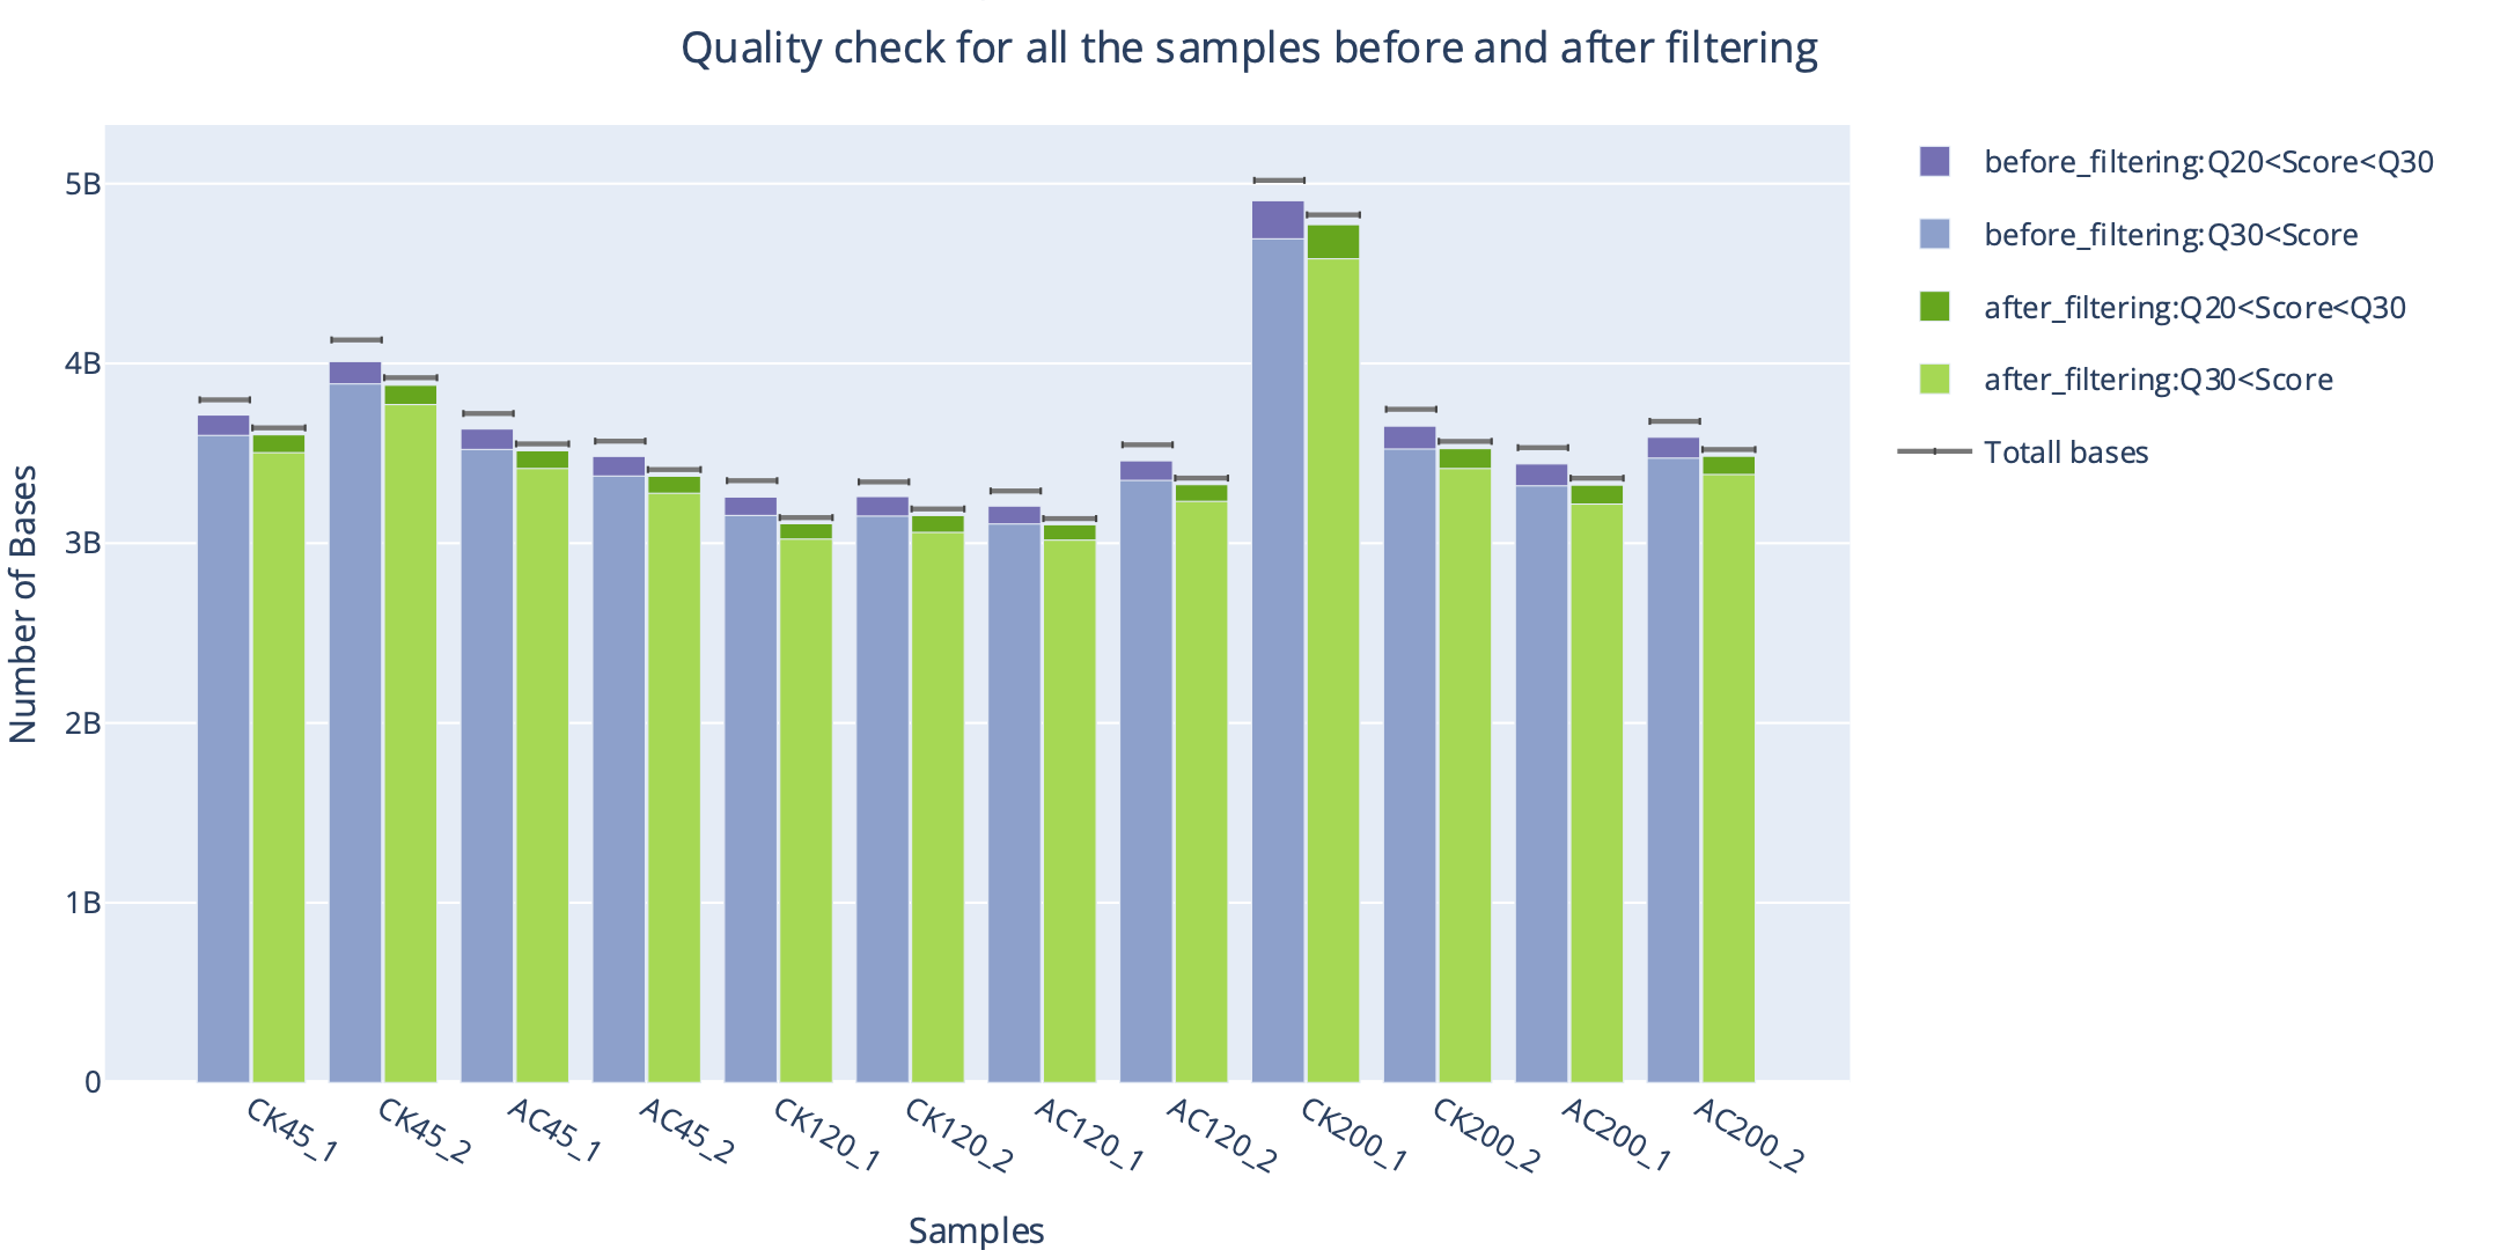 Quality check for all the samples before and after filtering
5B
4B
3B
2B
1B
0
Number of Bases
CK45_1
CK45_2
AC45_1
AC45_2
CK120_1
CK120_2
AC120_1
AC120_2
CK200_1
CK200_2
AC200_1
AC200_2
Samples
before_filtering:Q20<Score<Q30
before_filtering:Q30<Score
after_filtering:Q20<Score<Q30
after_filtering:Q30<Score
Totall bases